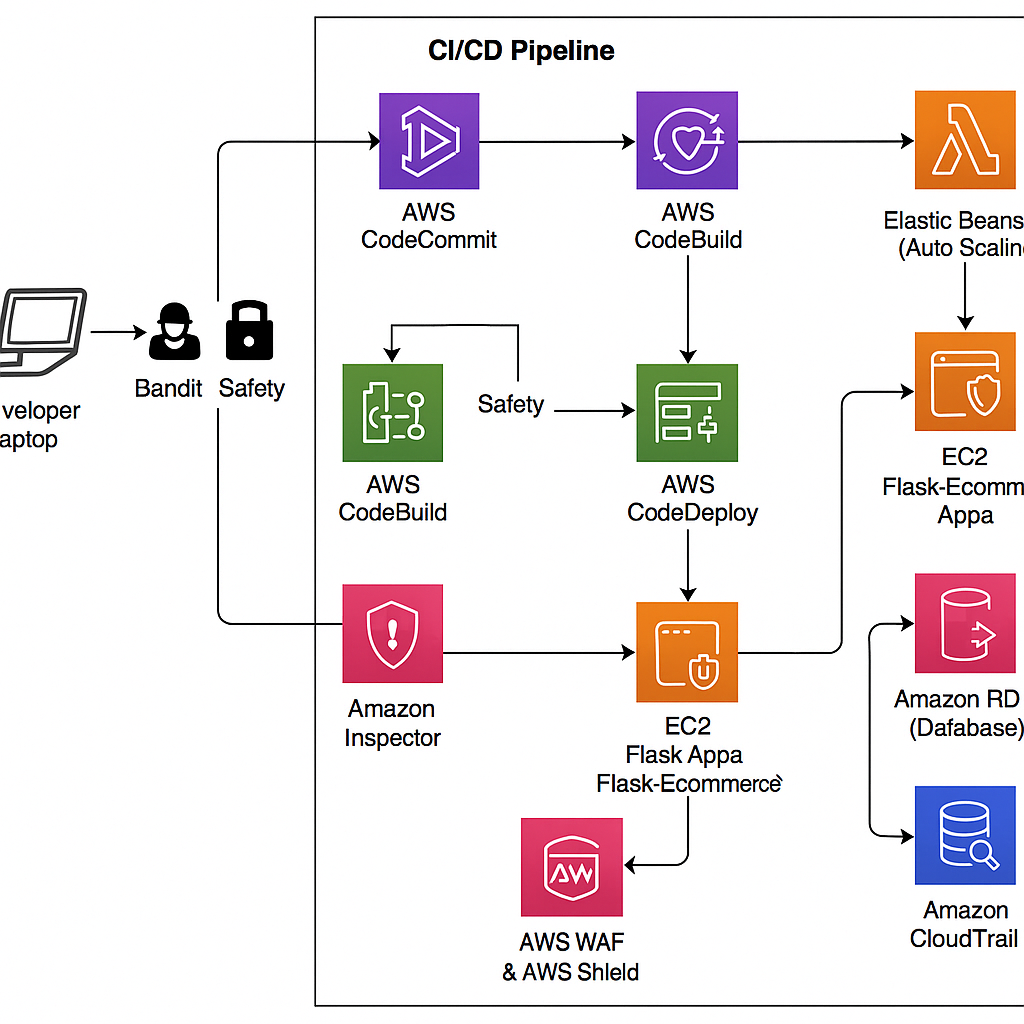 CI/CD Pipeline
AWS
CodeCommit
AWS
CodeBuild
Elastic Beans
(Auto Scalin
Bandit
Safety
veloper
aptop
Safety
AWS
CodeBuild
AWS
CodeDeploy
EC2
Flask-Ecomm
Appa
Amazon
Inspector
EC2
Flask Appa
Flask-Ecommerce
Amazon RD
(Dafabase)
AW
AWS WAF
& AWS Shield
Amazon
CloudTrail